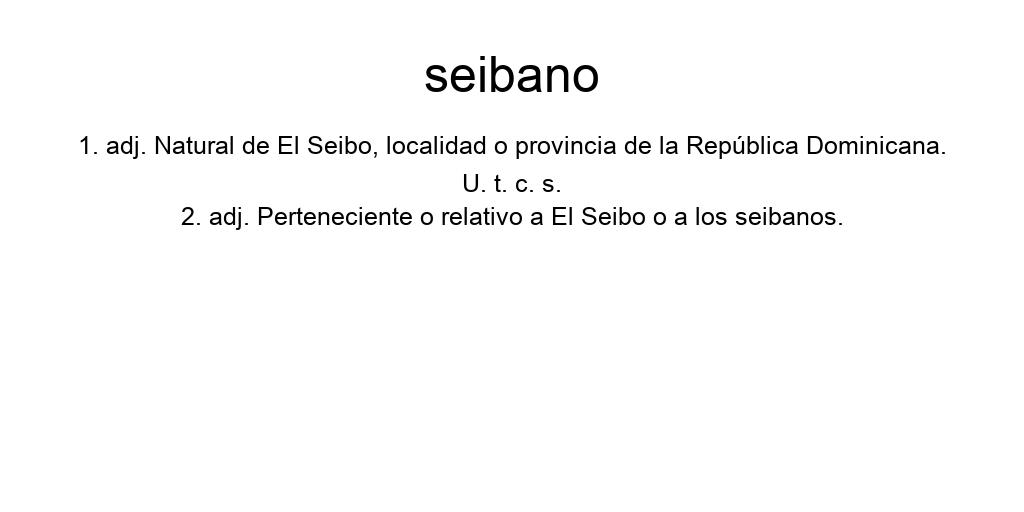 seibano
1. adj. Natural de El Seibo, localidad o provincia de la República Dominicana.
U. t. c. s.
2. adj. Perteneciente o relativo a El Seibo o a los seibanos.